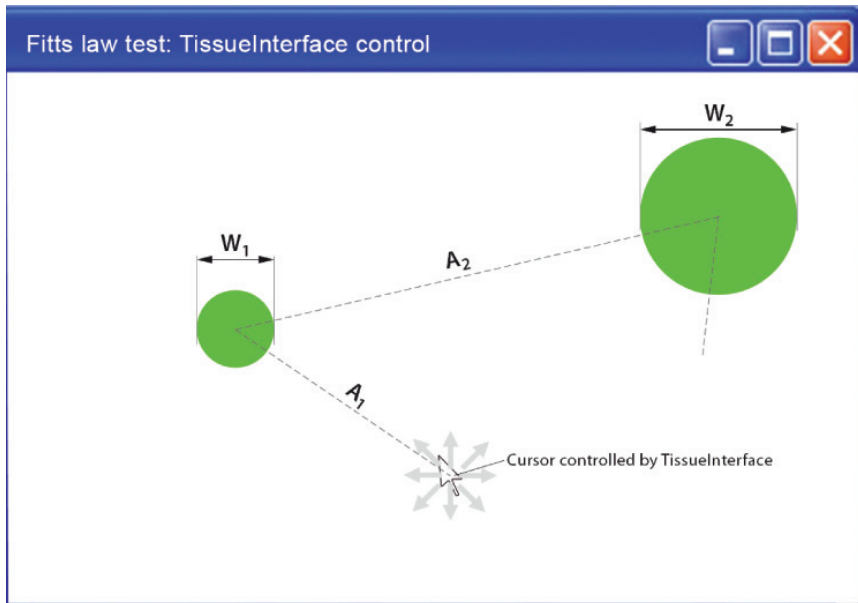 Fitts law test: TissueInterface control
W₂
W₁
A₂
A₁
Cursor controlled by TissueInterface